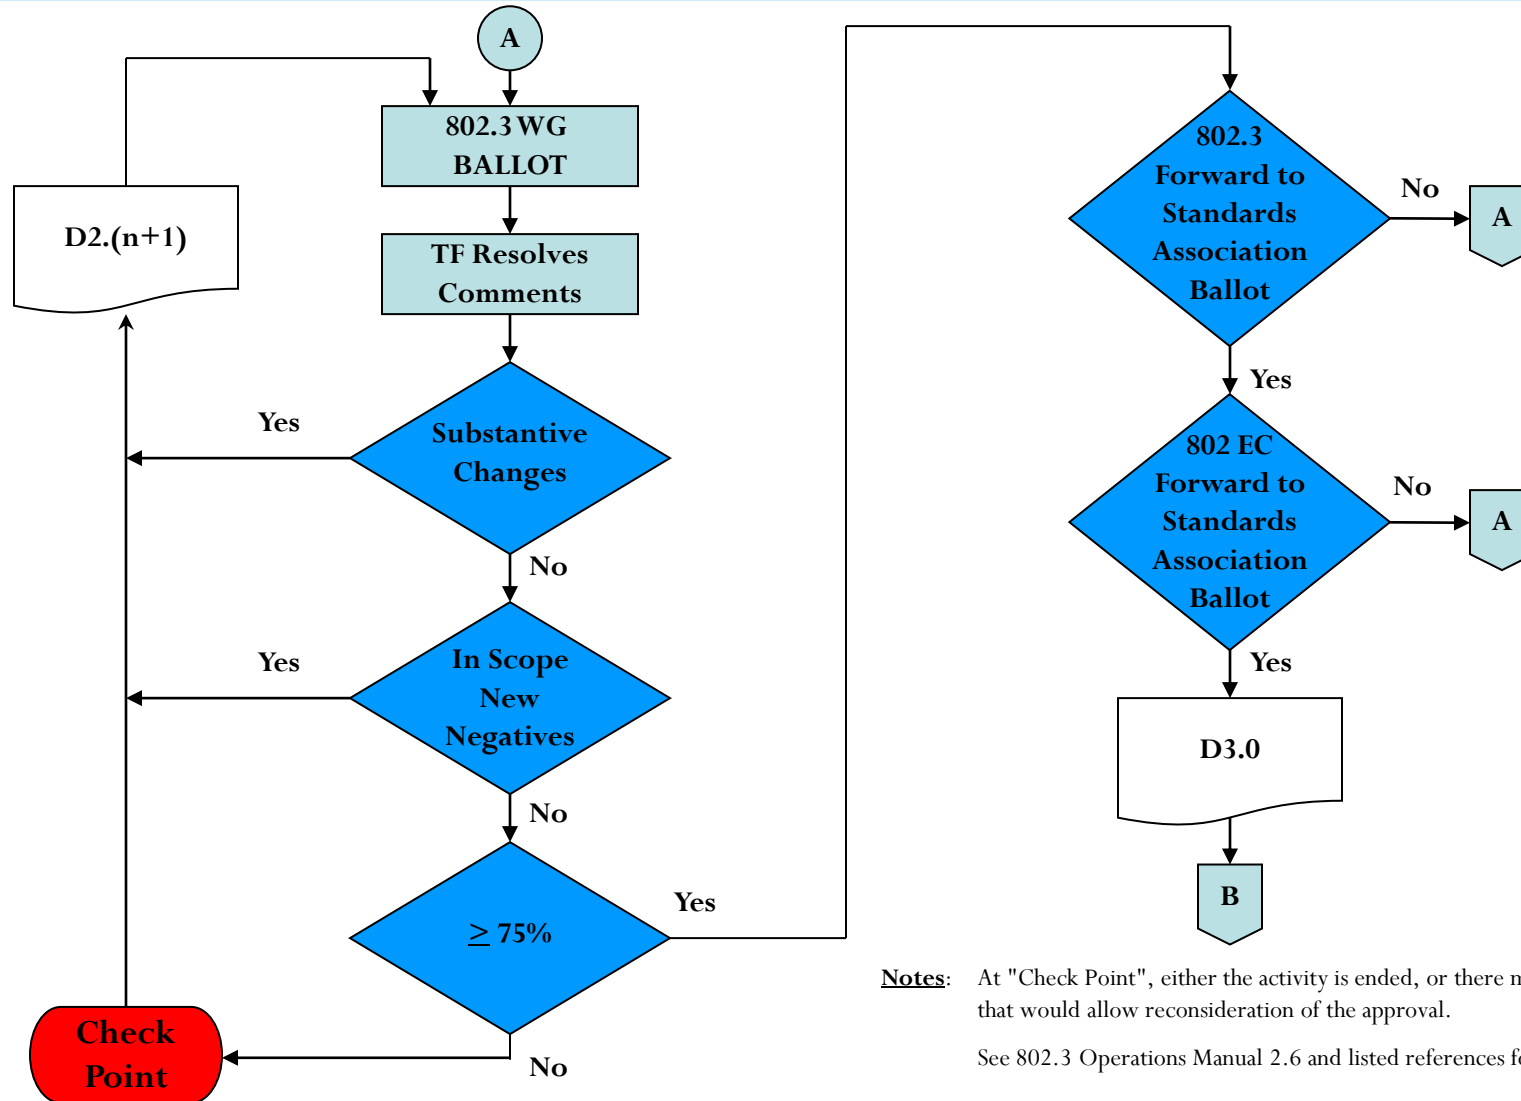 A
802.3 WG
BALLOT
D2.(n+1)
TF Resolves
Comments
Yes
Substantive
Changes
No
Yes
In Scope
New
Negatives
No
≥ 75%
Yes
No
Check
Point
802.3
Forward to
Standards
Association
Ballot
No
A
Yes
802 EC
Forward to
Standards
Association
Ballot
No
A
Yes
D3.0
B
Notes: At "Check Point", either the activity is ended, or there
that would allow reconsideration of the approval.
See 802.3 Operations Manual 2.6 and listed references